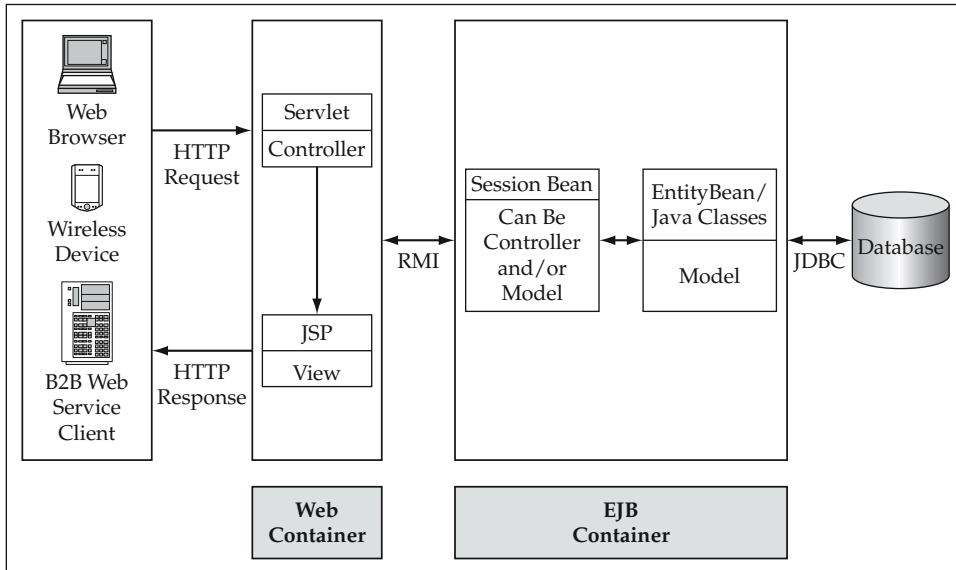 Web
Browser
Wireless
Device
B2B Web
Service
Client
HTTP
Request
HTTP
Response
Servlet
Controller
JSP
View
RMI
Session Bean
Can Be
Controller
and/or
Model
EntityBean/
Java Classes
Model
JDBC
Database
Web
Container
EJB
Container